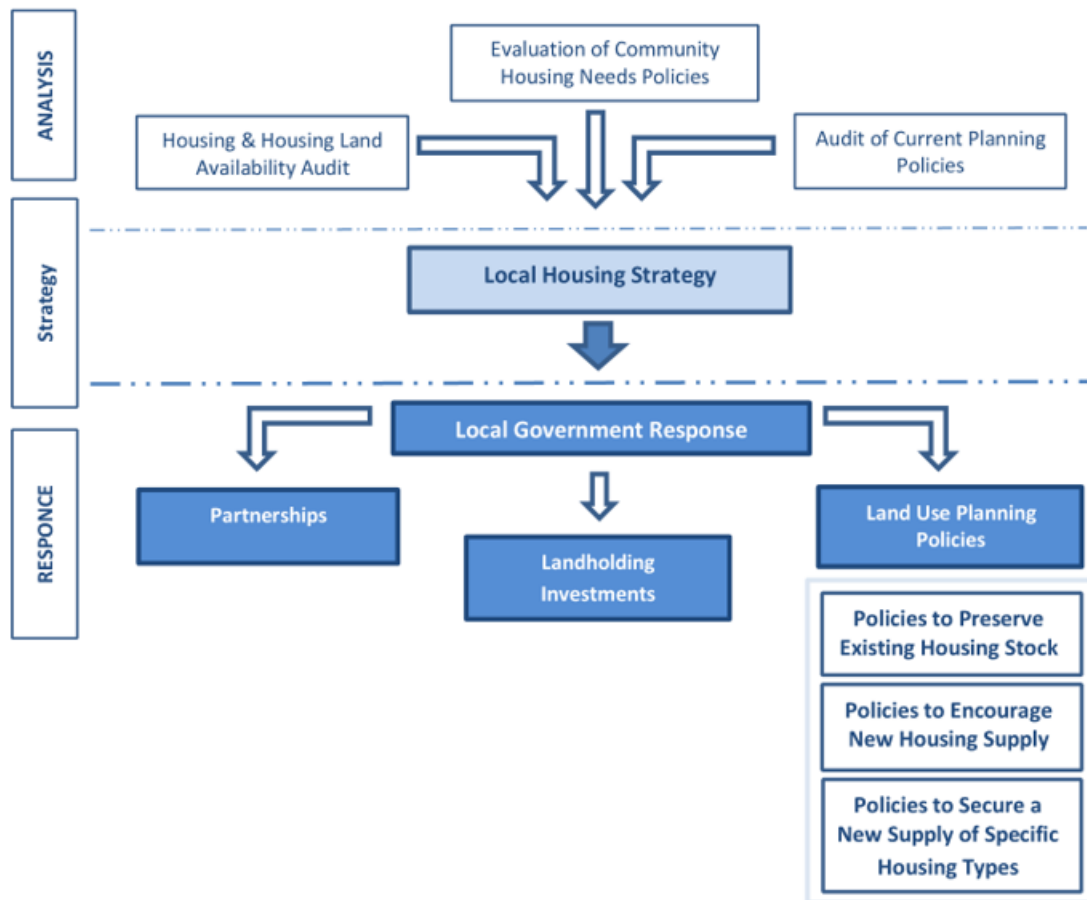 ANALYSIS
Evaluation of Community
Housing Needs Policies
Housing & Housing Land
Availability Audit
Audit of Current Planning
Policies
Strategy
Local Housing Strategy
RESPONCE
Local Government Response
Partnerships
Landholding
Investments
Land Use Planning
Policies
Policies to Preserve
Existing Housing Stock
Policies to Encourage
New Housing Supply
Policies to Secure a
New Supply of Specific
Housing Types